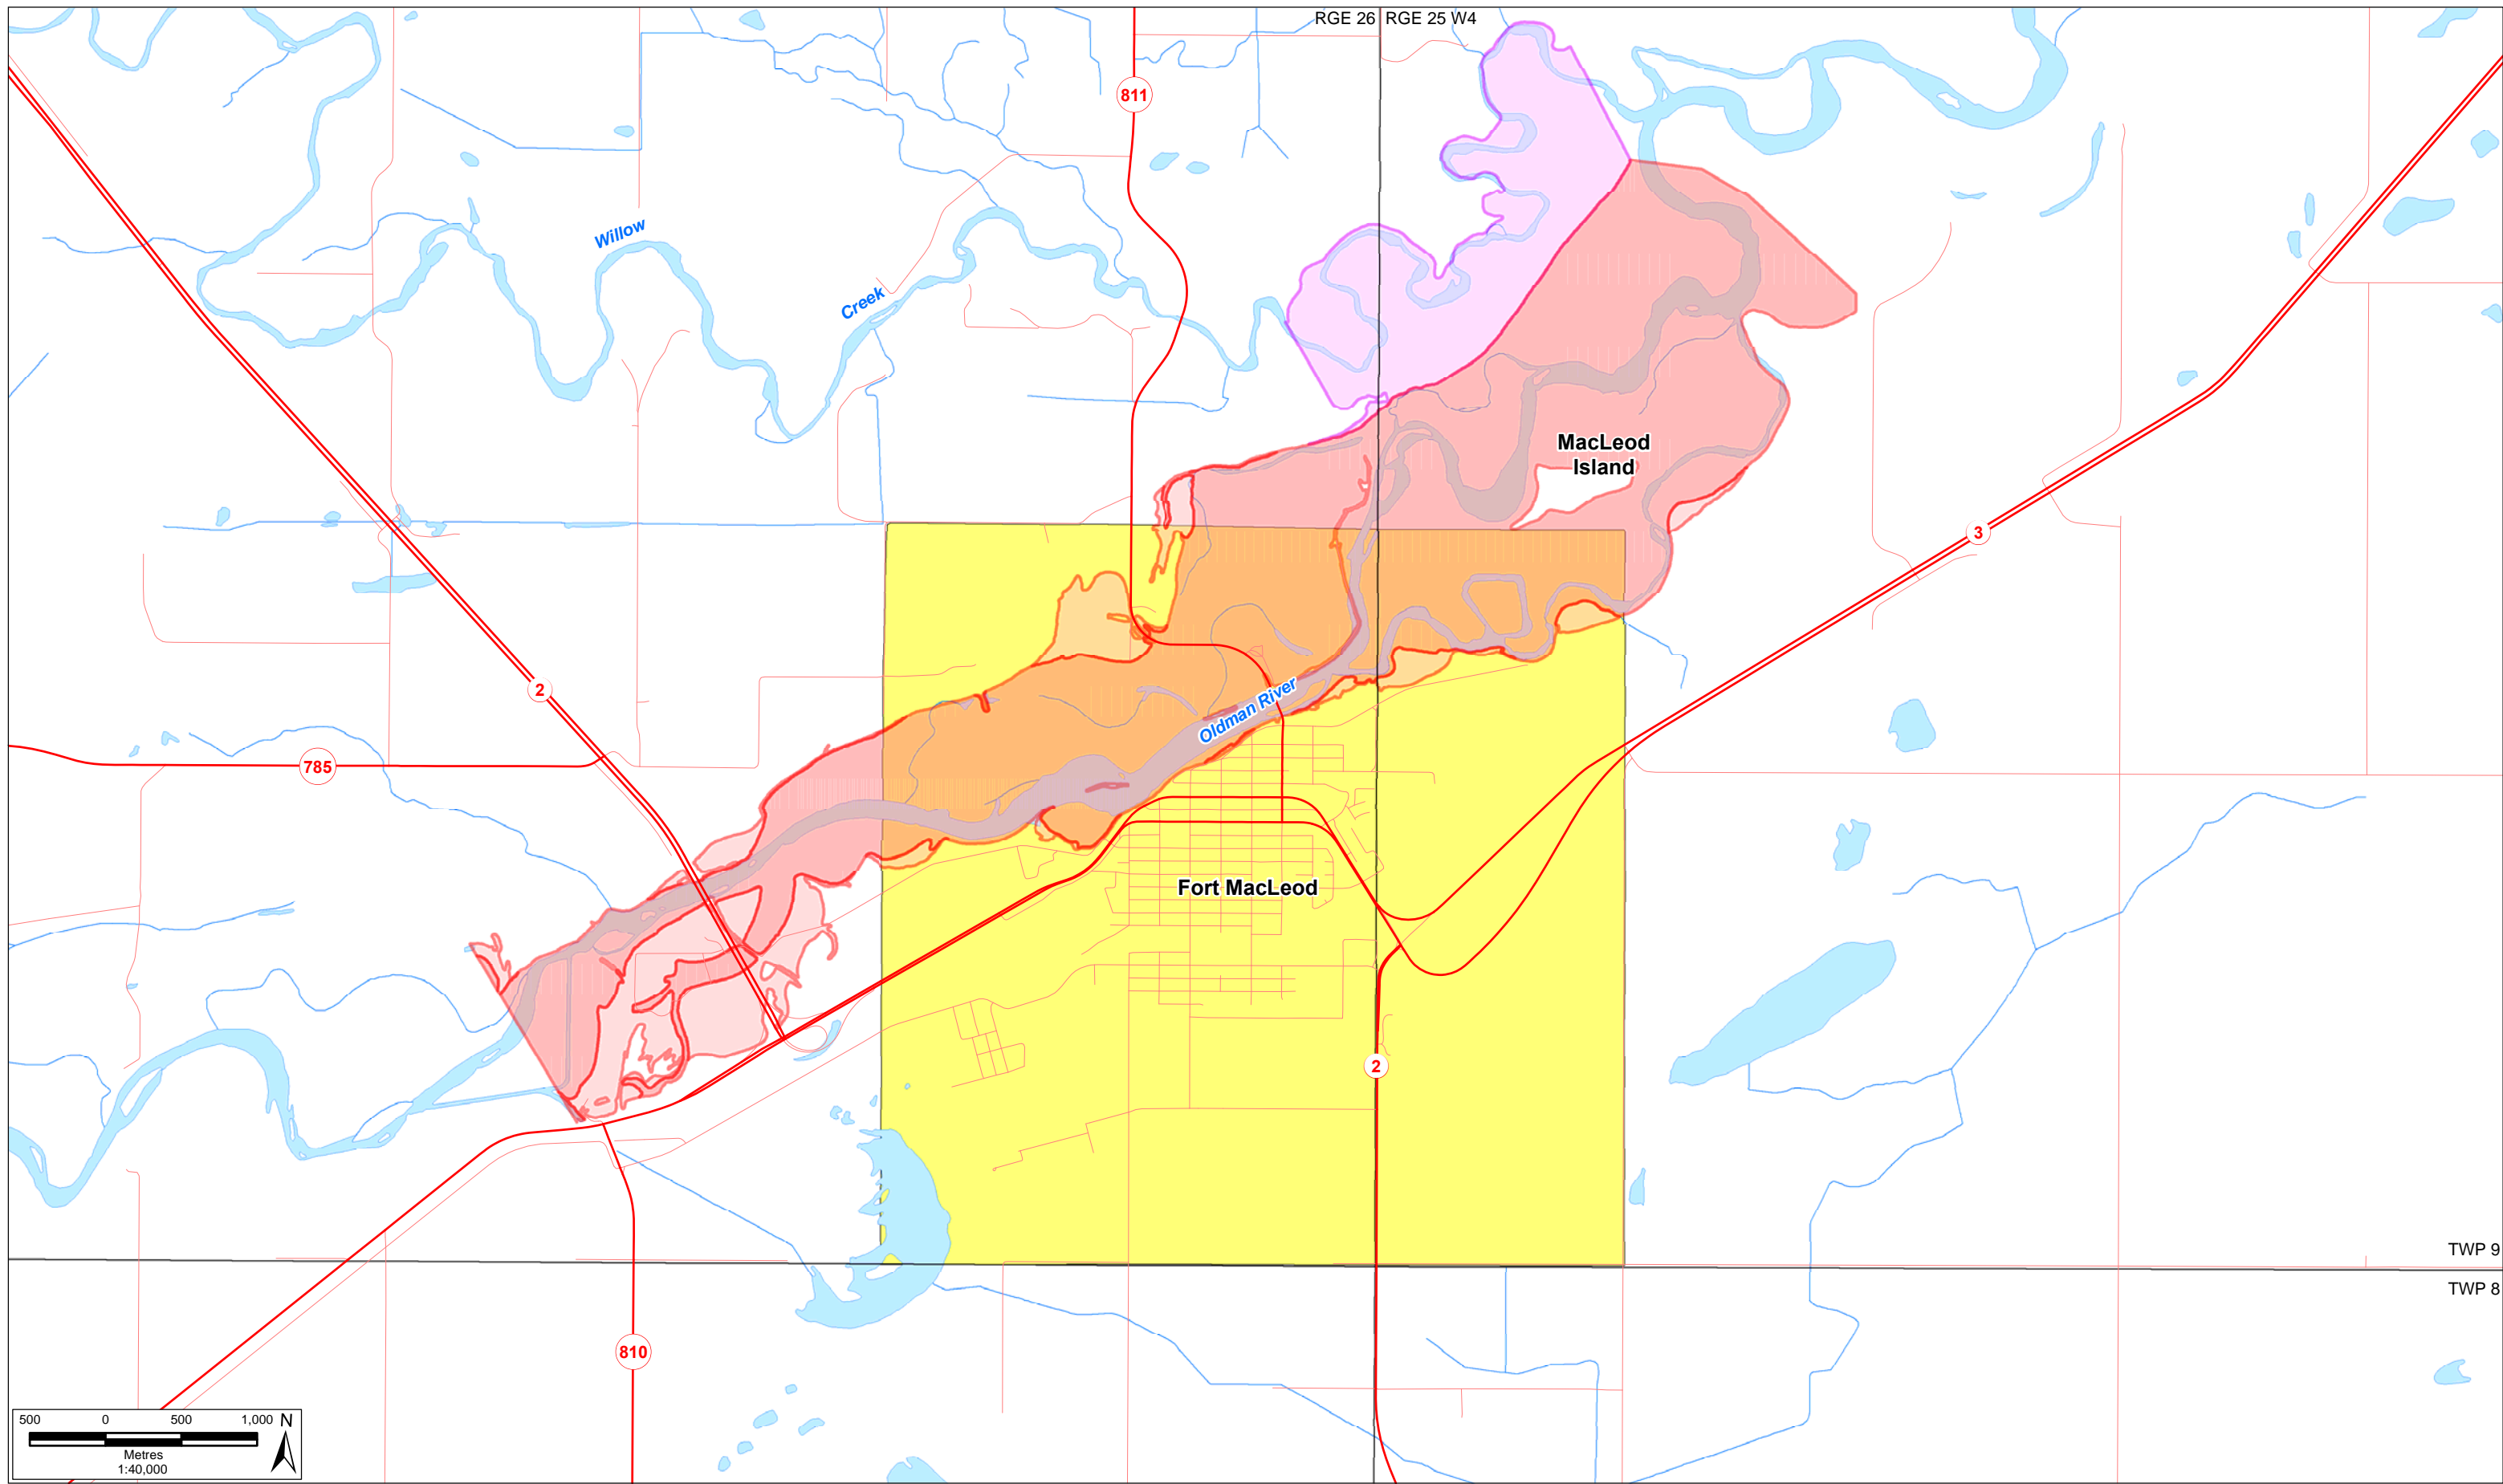 RGE 26 RGE 25 W4
811
Willow
Creek
MacLeod
Island
3
2
Oldman River
785
Fort MacLeod
2
TWP 9
TWP 8
810
500 0 500 1,000 N
Metres
1:40,000